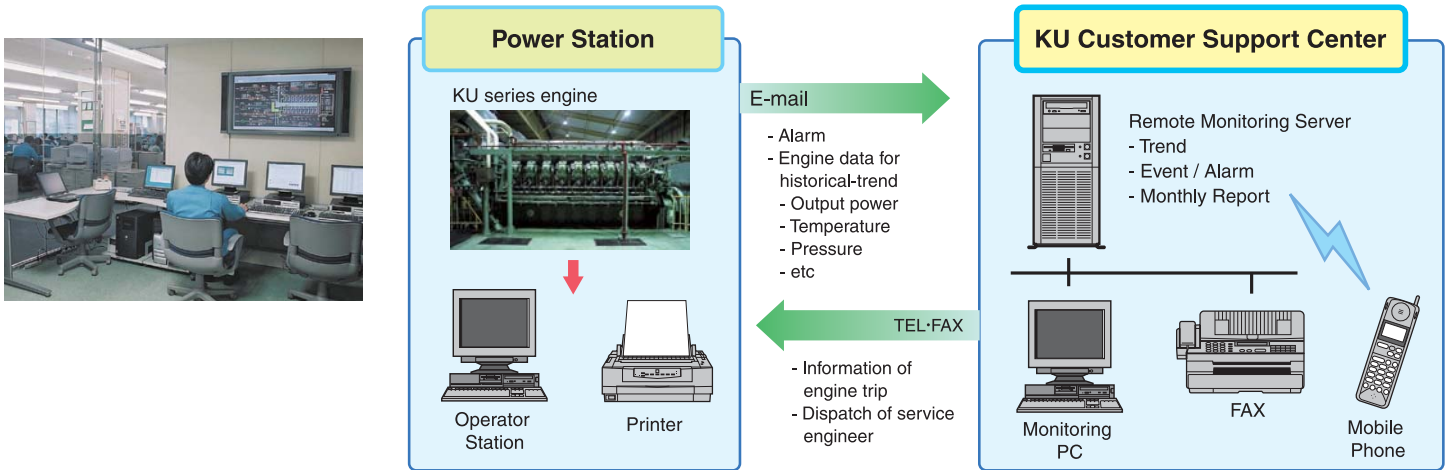 Power Station
KU series engine
Operator
Station
Printer
E-mail
- Alarm
- Engine data for
historical-trend
- Output power
- Temperature
- Pressure
- etc
TEL·FAX
- Information of
engine trip
- Dispatch of service
engineer
KU Customer Support Center
Remote Monitoring Server
- Trend
- Event / Alarm
- Monthly Report
Monitoring
PC
FAX
Mobile
Phone